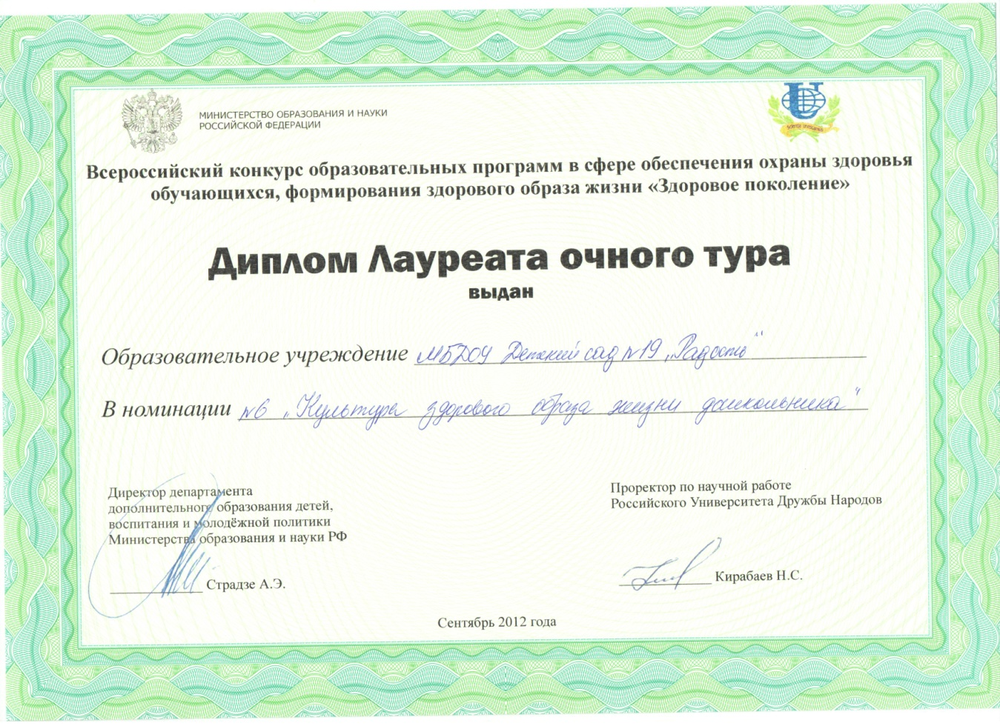 МИНИСТЕРСТВО ОБРАЗОВАНИЯ И НАУКИ
РОССИЙСКОЙ ФЕДЕРАЦИИ
Всероссийский конкурс образовательных программ в сфере обеспечения охраны здоровья
обучающихся, формирования здорового образа жизни «Здоровое поколение»
Диплом Лауреата очного тура
выдан
Образовательное учреждение МБДОУ Детский сад №19 „Радость“
В номинации №6 „Культура здорового образа жизни дошкольника“
Директор департамента
дополнительного образования детей,
воспитания и молодёжной политики
Министерства образования и науки РФ
Страдзе А.Э.
Проректор по научной работе
Российского Университета Дружбы Народов
Кирабаев Н.С.
Сентябрь 2012 года